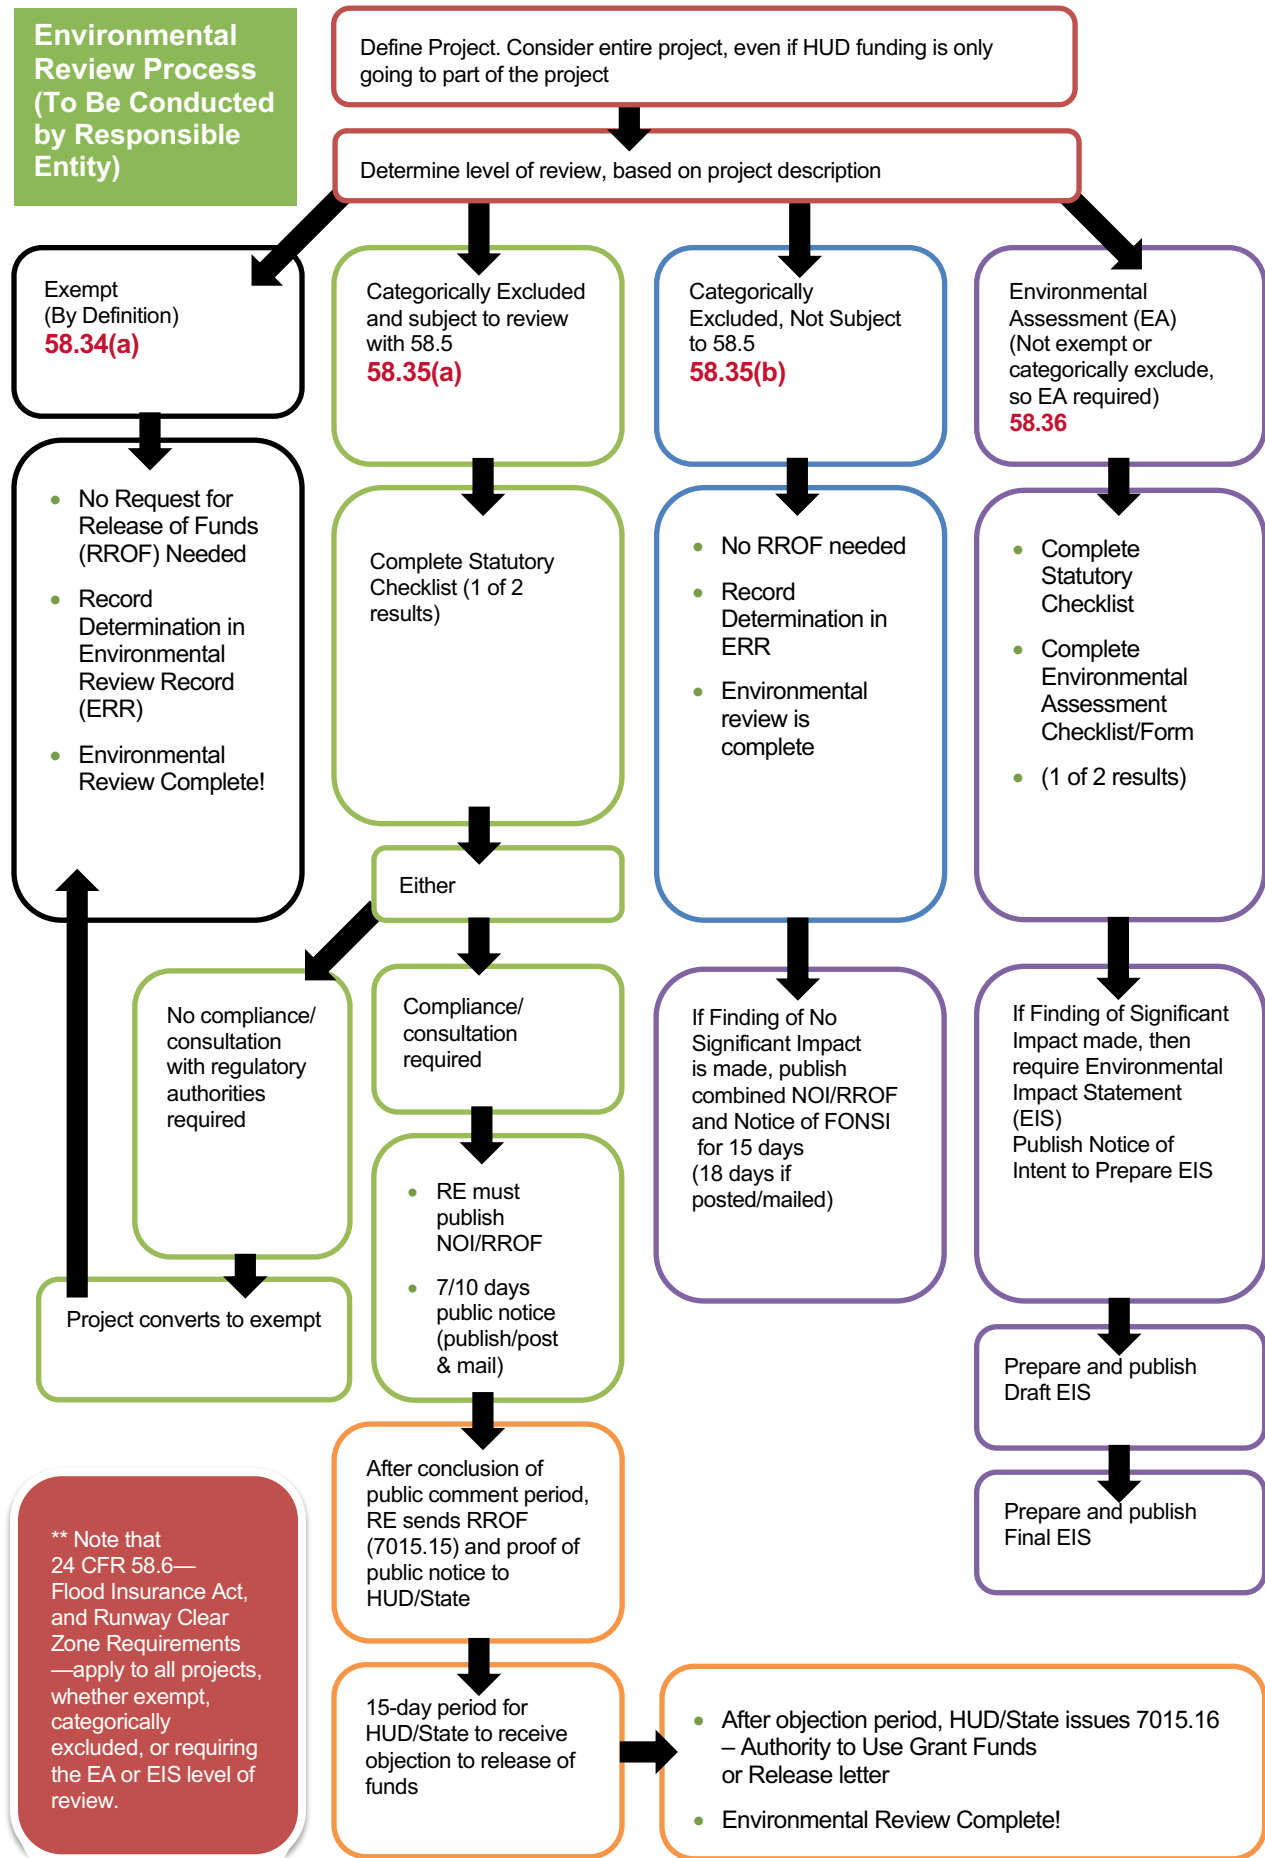 Environmental
Review Process
(To Be Conducted
by Responsible
Entity)
Define Project. Consider entire project, even if HUD funding is only
going to part of the project
Determine level of review, based on project description
Exempt
(By Definition)
58.34(a)
Categorically Excluded
and subject to review
with 58.5
58.35(a)
Categorically
Excluded, Not Subject
to 58.5
58.35(b)
Environmental
Assessment (EA)
(Not exempt or
categorically exclude,
so EA required)
58.36
• No Request for
Release of Funds
(RROF) Needed
• Record
Determination in
Environmental
Review Record
(ERR)
• Environmental
Review Complete!
Complete Statutory
Checklist (1 of 2
results)
• No RROF needed
• Record
Determination in
ERR
• Environmental
review is
complete
• Complete
Statutory
Checklist
• Complete
Environmental
Assessment
Checklist/Form
• (1 of 2 results)
Either
No compliance/
consultation
with regulatory
authorities
required
Compliance/
consultation
required
If Finding of No
Significant Impact
is made, publish
combined NOI/RROF
and Notice of FONSI
for 15 days
(18 days if
posted/mailed)
If Finding of Significant
Impact made, then
require Environmental
Impact Statement
(EIS)
Publish Notice of
Intent to Prepare EIS
• RE must
publish
NOI/RROF
• 7/10 days
public notice
(publish/post
& mail)
Project converts to exempt
Prepare and publish
Draft EIS
After conclusion of
public comment period,
RE sends RROF
(7015.15) and proof of
public notice to
HUD/State
Prepare and publish
Final EIS
** Note that
24 CFR 58.6—
Flood Insurance Act,
and Runway Clear
Zone Requirements
—apply to all projects,
whether exempt,
categorically
excluded, or requiring
the EA or EIS level of
review.
15-day period for
HUD/State to receive
objection to release of
funds
• After objection period, HUD/State issues 7015.16
– Authority to Use Grant Funds
or Release letter
• Environmental Review Complete!